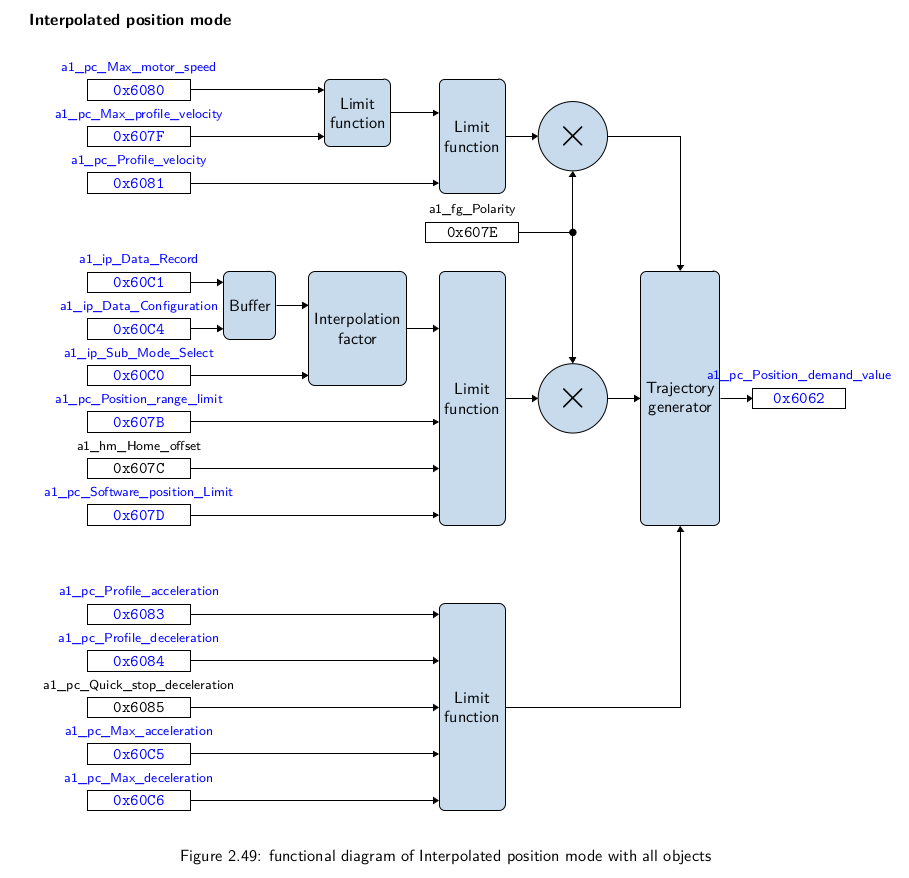 Interpolated position mode
a1_pc_Max_motor_speed
0x6080
a1_pc_Max_profile_velocity
0x607F
a1_pc_Profile_velocity
0x6081
Limit
function
Limit
function
a1_fg_Polarity
0x607E
a1_ip_Data_Record
0x60C1
a1_ip_Data_Configuration
0x60C4
a1_ip_Sub_Mode_Select
0x60C0
a1_pc_Position_range_limit
0x607B
a1_hm_Home_offset
0x607C
a1_pc_Software_position_Limit
0x607D
Buffer
Interpolation
factor
Limit
function
Trajectory
generator
a1_pc_Position_demand_value
0x6062
a1_pc_Profile_acceleration
0x6083
a1_pc_Profile_deceleration
0x6084
a1_pc_Quick_stop_deceleration
0x6085
a1_pc_Max_acceleration
0x60C5
a1_pc_Max_deceleration
0x60C6
Limit
function
Figure 2.49: functional diagram of Interpolated position mode with all objects